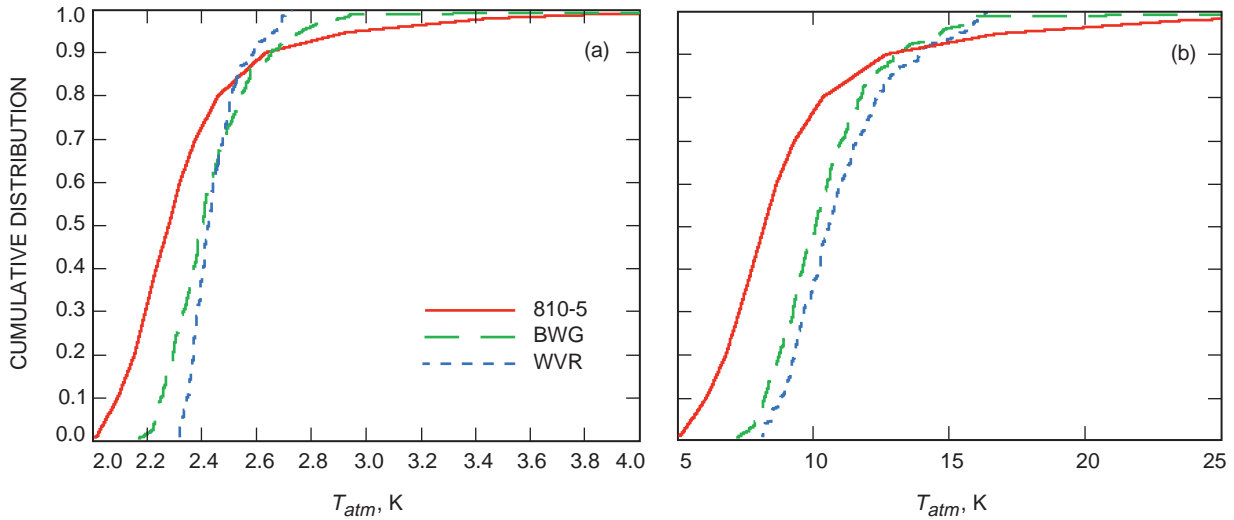 1.0
0.9
0.8
0.7
0.6
0.5
0.4
0.3
0.2
0.1
0.0
CUMULATIVE DISTRIBUTION
(a)
810-5
BWG
WVR
2.0 2.2 2.4 2.6 2.8 3.0 3.2 3.4 3.6 3.8 4.0
T_atm, K
(b)
5 10 15 20 25
T_atm, K